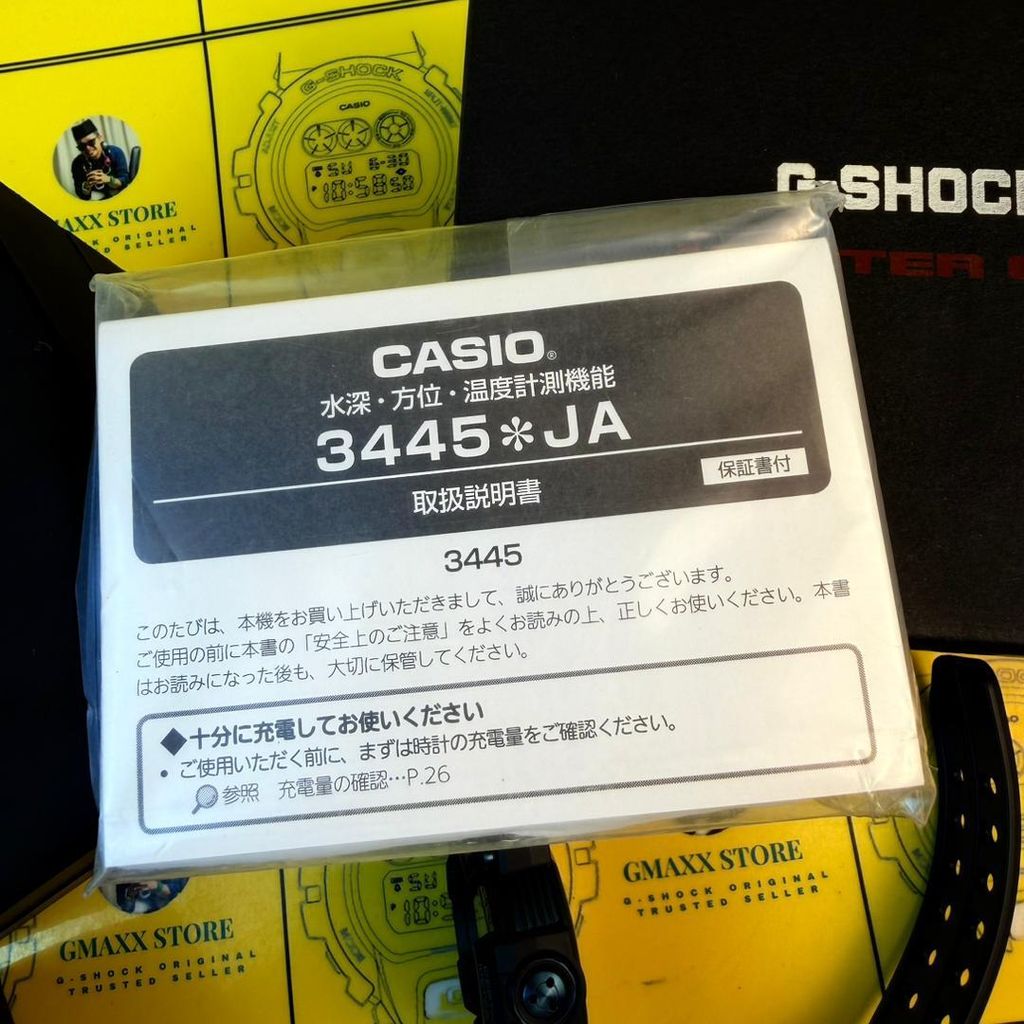 G-SHOCK
CASIO
SU 6-30
10:58 50
MAXX STORE
ORIGINAL
SELLER
G-SHOCK
TER
CASIO®
水深・方位・温度計測機能
3445＊JA
保証書付
取扱説明書
3445
このたびは、本機をお買い上げいただきまして、誠にありがとうございます。
ご使用の前に本書の「安全上のご注意」をよくお読みの上、正しくお使いください。本書
はお読みになった後も、大切に保管してください。
◆十分に充電してお使いください
• ご使用いただく前に、まずは時計の充電量をご確認ください。
参照 充電量の確認…P.26
SU
GMAXX STORE
G-SHOCK ORIGINAL
TRUSTED SELLER
GMAXX STORE
G-SHOCK ORIGINAL
TRUSTED SELLER